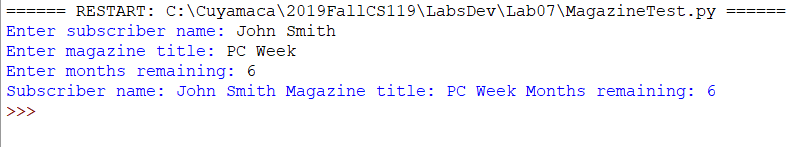 ====== RESTART: C:\Cuyamaca\2019FallCS119\LabsDev\Lab07\MagazineTest.py ======
Enter subscriber name: John Smith
Enter magazine title: PC Week
Enter months remaining: 6
Subscriber name: John Smith Magazine title: PC Week Months remaining: 6
>>>